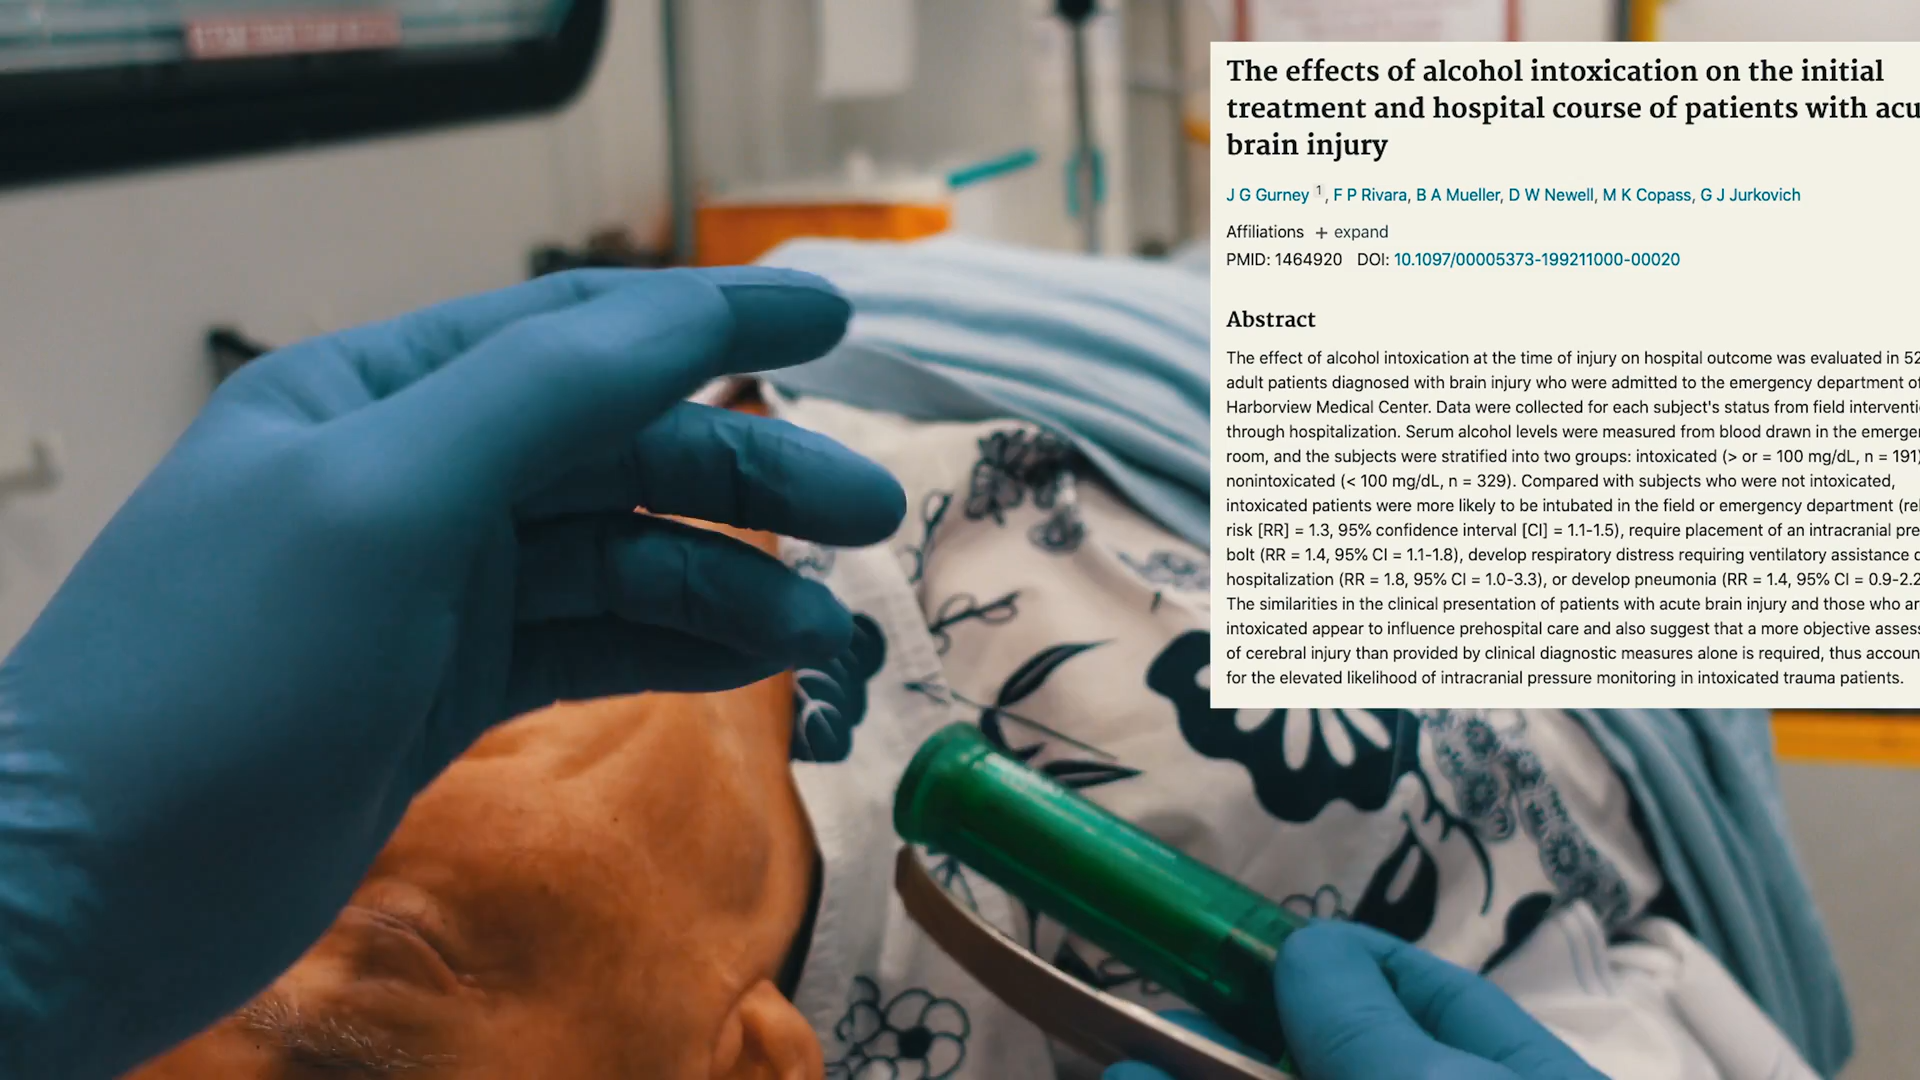 The effects of alcohol intoxication on the initial
treatment and hospital course of patients with acu
brain injury
J G Gurney 1, F P Rivara, B A Mueller, D W Newell, M K Copass, G J Jurkovich
Affiliations + expand
PMID: 1464920 DOI: 10.1097/00005373-199211000-00020
Abstract
The effect of alcohol intoxication at the time of injury on hospital outcome was evaluated in 52
adult patients diagnosed with brain injury who were admitted to the emergency department of
Harborview Medical Center. Data were collected for each subject's status from field interventi
through hospitalization. Serum alcohol levels were measured from blood drawn in the emerger
room, and the subjects were stratified into two groups: intoxicated (> or = 100 mg/dL, n = 191)
nonintoxicated (< 100 mg/dL, n = 329). Compared with subjects who were not intoxicated,
intoxicated patients were more likely to be intubated in the field or emergency department (rel
risk [RR] = 1.3, 95% confidence interval [CI] = 1.1-1.5), require placement of an intracranial pre
bolt (RR = 1.4, 95% CI = 1.1-1.8), develop respiratory distress requiring ventilatory assistance d
hospitalization (RR = 1.8, 95% CI = 1.0-3.3), or develop pneumonia (RR = 1.4, 95% CI = 0.9-2.2
The similarities in the clinical presentation of patients with acute brain injury and those who ar
intoxicated appear to influence prehospital care and also suggest that a more objective assess
of cerebral injury than provided by clinical diagnostic measures alone is required, thus accoun
for the elevated likelihood of intracranial pressure monitoring in intoxicated trauma patients.